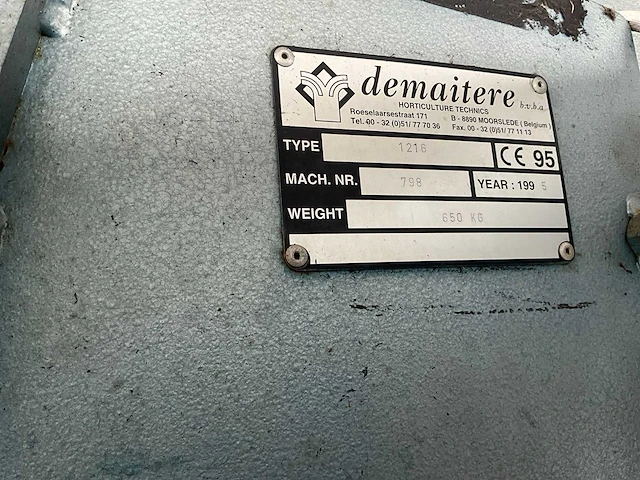 demaitere b.v.b.a.
HORTICULTURE TECHNICS
Roeselaarsestraat 171 B - 8890 MOORSLEDE ( Belgium )
Tel. 00 - 32 (0)51/ 77 70 36 Fax. 00 - 32 (0)51/ 77 11 13
TYPE 1216 CE 95
MACH. NR. 798 YEAR : 199 5
WEIGHT 650 KG